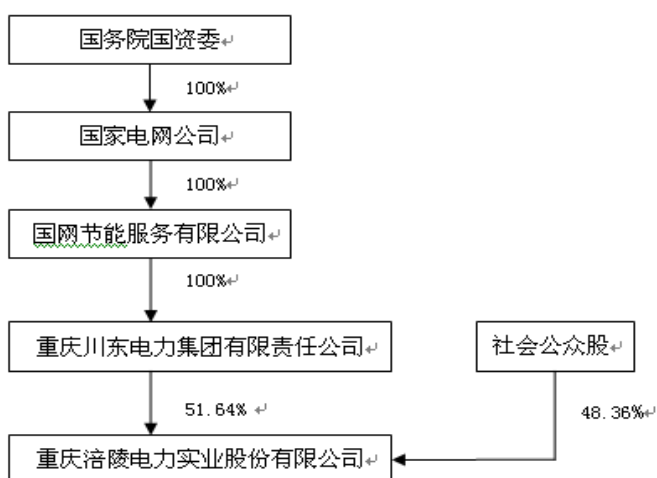 国务院国资委
100%
国家电网公司
100%
国网节能服务有限公司
100%
重庆川东电力集团有限责任公司
社会公众股
51.64%
48.36%
重庆涪陵电力实业股份有限公司